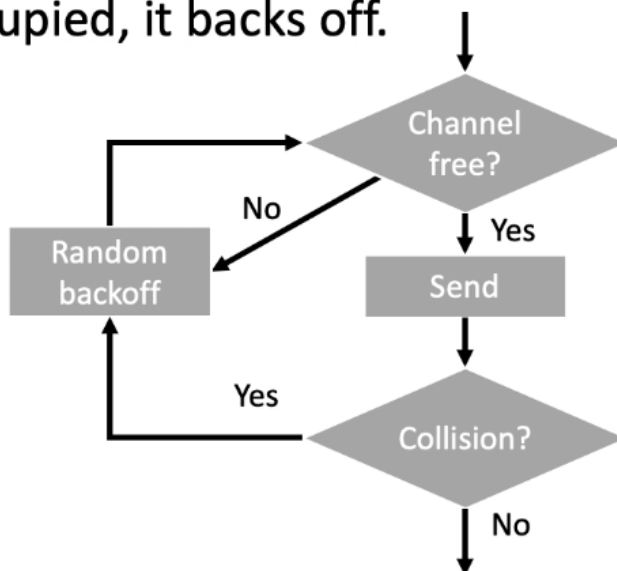 upied, it backs off.
Channel
free?
No
Yes
Random
backoff
Send
Yes
Collision?
No